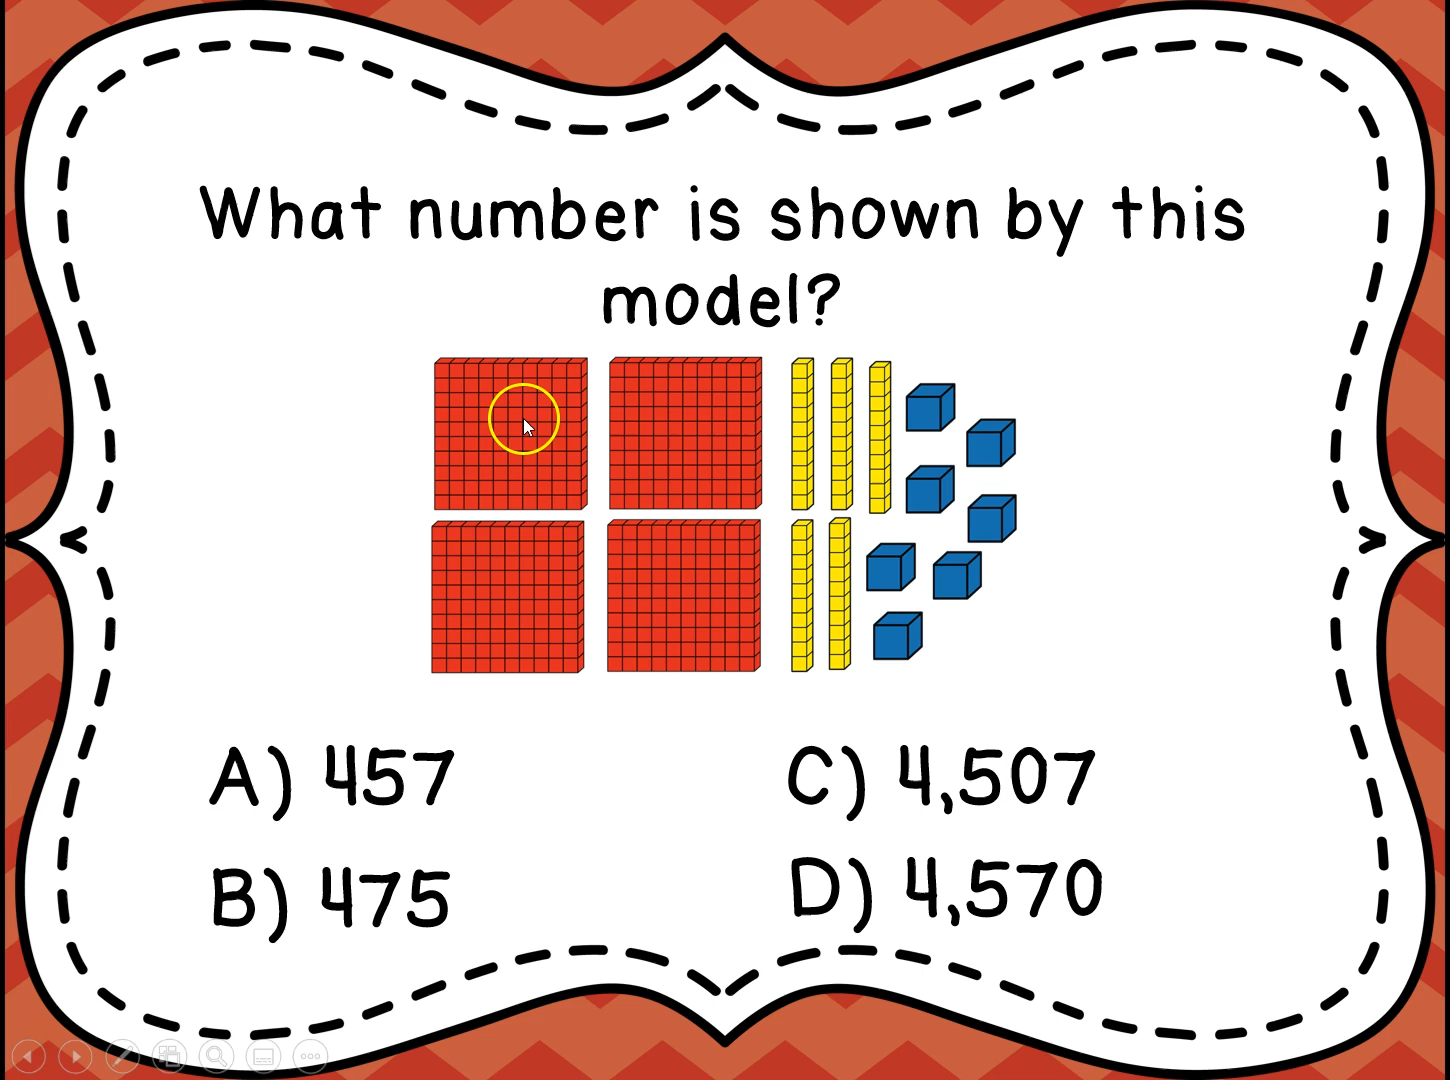 What number is shown by this
model?
A) 457
C) 4,507
B) 475
D) 4,570